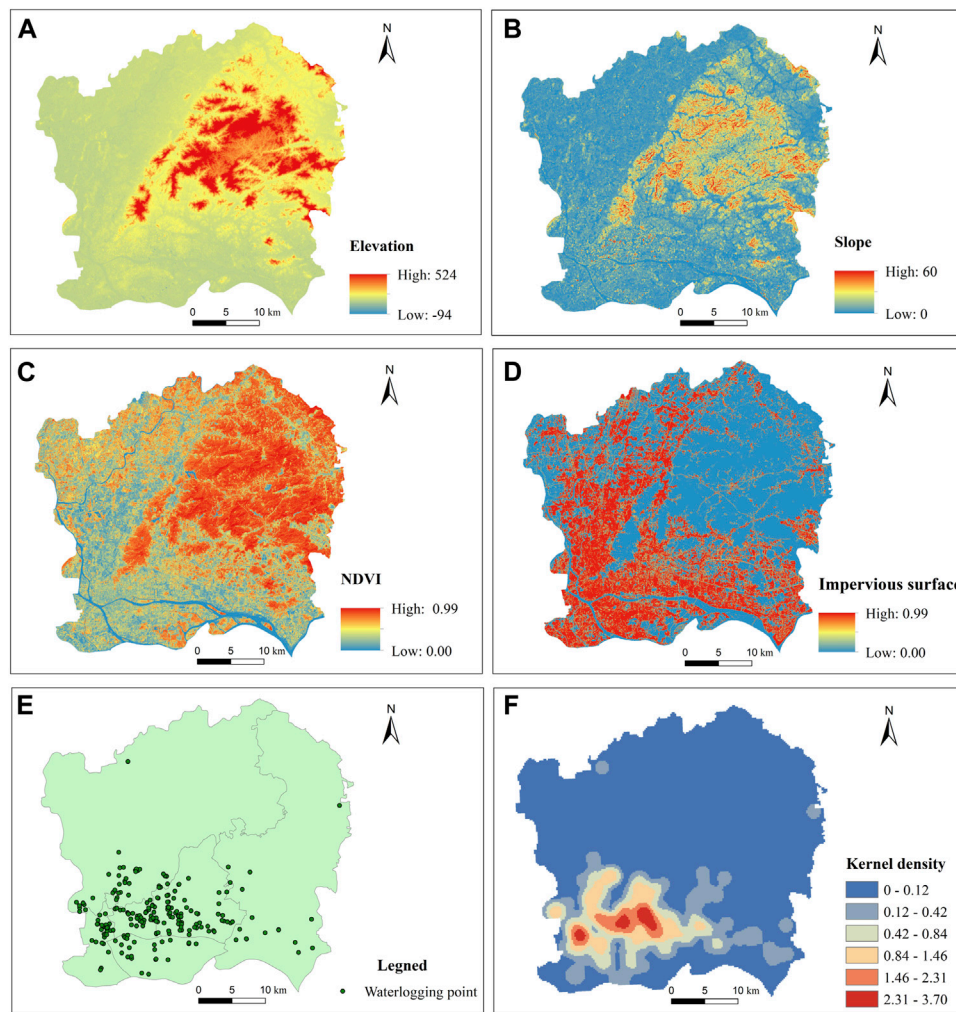 A
N
Elevation
High: 524
Low: -94
0 5 10 km
B
N
Slope
High: 60
Low: 0
0 5 10 km
C
N
NDVI
High: 0.99
Low: 0.00
0 5 10 km
D
N
Impervious surface
High: 0.99
Low: 0.00
0 5 10 km
E
N
Legned
Waterlogging point
0 5 10 km
F
N
Kernel density
0 - 0.12
0.12 - 0.42
0.42 - 0.84
0.84 - 1.46
1.46 - 2.31
2.31 - 3.70
0 5 10 km